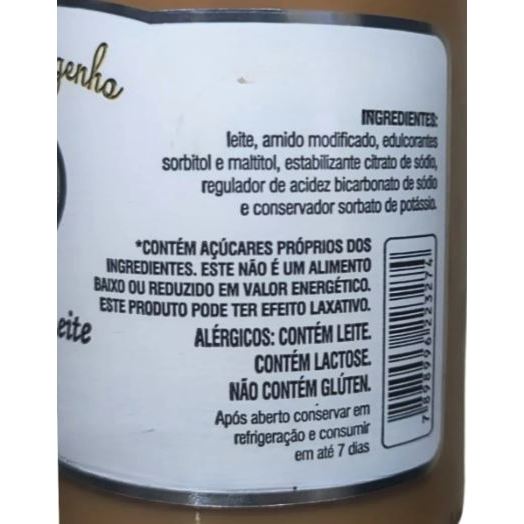 INGREDIENTES:
leite, amido modificado, edulcorantes
sorbitol e maltitol, estabilizante citrato de sódio,
regulador de acidez bicarbonato de sódio
e conservador sorbato de potássio.
*CONTÉM AÇÚCARES PRÓPRIOS DOS
INGREDIENTES. ESTE NÃO É UM ALIMENTO
BAIXO OU REDUZIDO EM VALOR ENERGÉTICO.
ESTE PRODUTO PODE TER EFEITO LAXATIVO.
ALÉRGICOS: CONTÉM LEITE.
CONTÉM LACTOSE.
NÃO CONTÉM GLÚTEN.
Após aberto conservar em
refrigeração e consumir
em até 7 dias
7 898996 223274